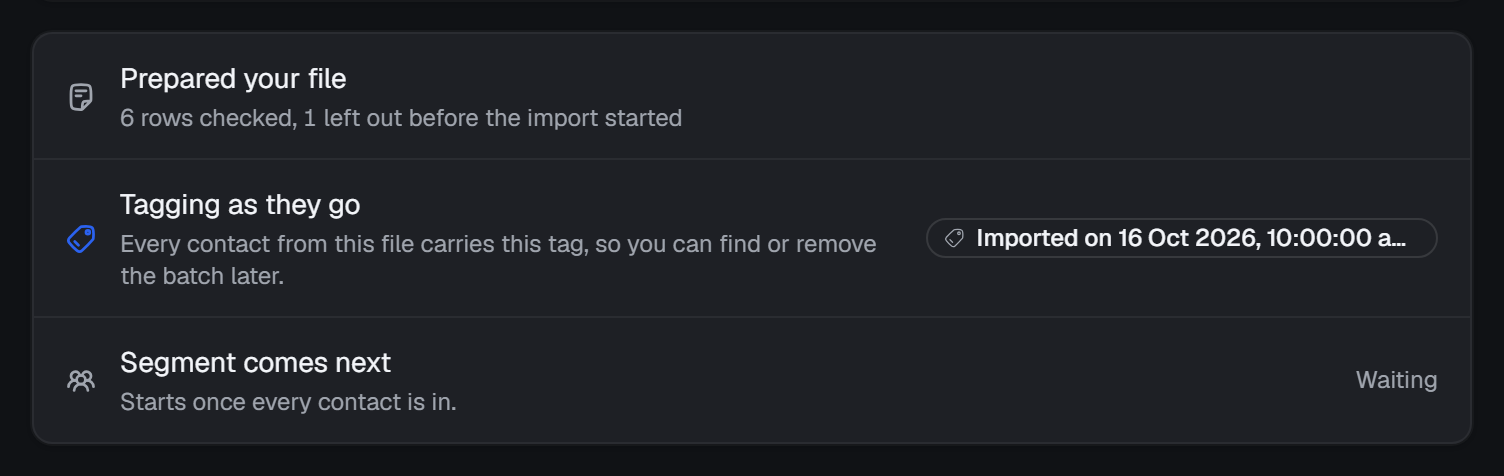 Prepared your file
6 rows checked, 1 left out before the import started
Tagging as they go
Every contact from this file carries this tag, so you can find or remove
the batch later.
Imported on 16 Oct 2026, 10:00:00 a...
Segment comes next
Starts once every contact is in.
Waiting